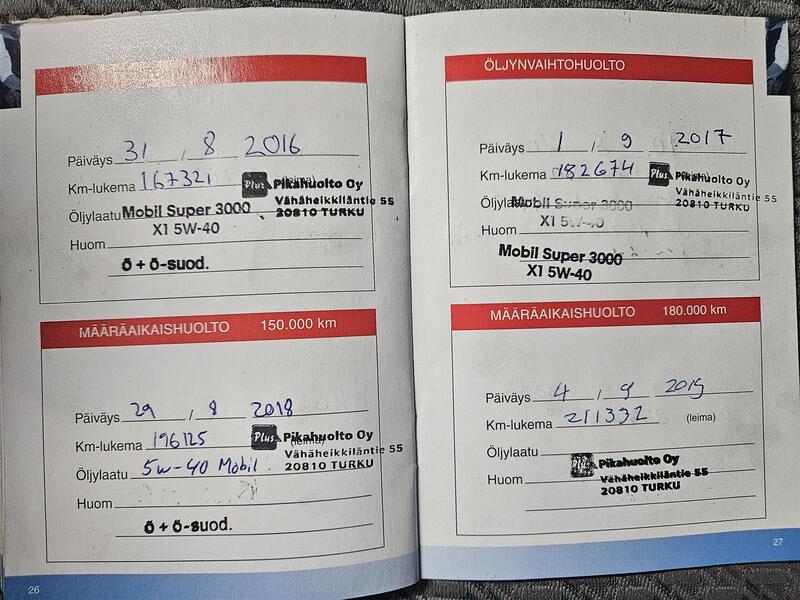 Päiväys 31 / 8 2016
Km-lukema 167321 (leima)
Plus Pikahuolto Oy
Vähäheikkiläntie 55
20810 TURKU
Öljylaatu Mobil Super 3000
X1 5W-40
Huom
ö + ö-suod.
MÄÄRÄAIKAISHUOLTO 150.000 km
Päiväys 29 / 8 2018
Km-lukema 196125 (leima)
Plus Pikahuolto Oy
Vähäheikkiläntie 55
20810 TURKU
Öljylaatu 5w-40 Mobil
Huom
ö + ö-suod.
26
ÖLJYNVAIHTOHUOLTO
Päiväys 1 / 9 2017
Km-lukema 182674 (leima)
Plus Pikahuolto Oy
Vähäheikkiläntie 55
20810 TURKU
Öljylaatu Mobil Super 3000
X1 5W-40
Huom
Mobil Super 3000
X1 5W-40
MÄÄRÄAIKAISHUOLTO 180.000 km
Päiväys 4 / 9 2019
Km-lukema 211332 (leima)
Öljylaatu
Plus Pikahuolto Oy
Vähäheikkiläntie 55
20810 TURKU
Huom
27